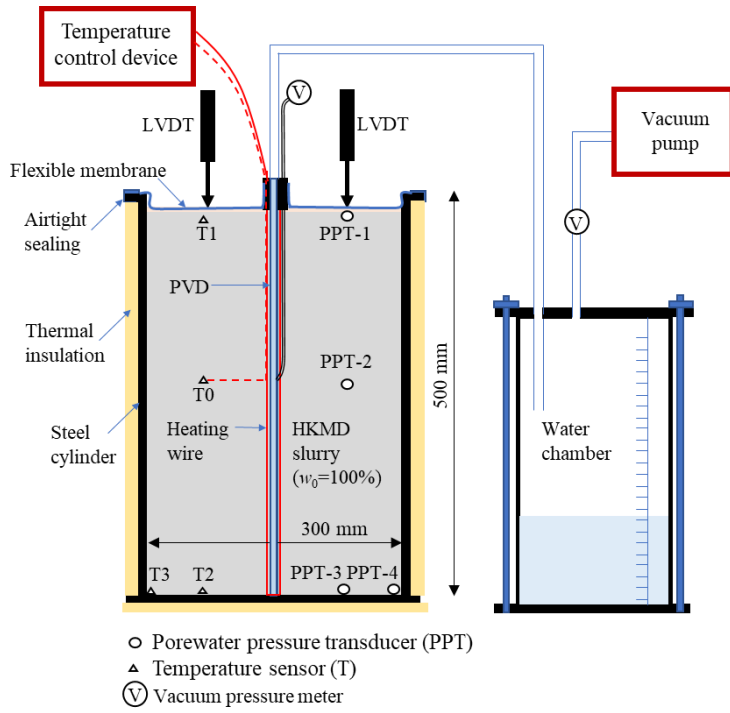 Temperature
control device
V
LVDT
LVDT
Vacuum
pump
Flexible membrane
Airtight
sealing
T1
PPT-1
V
PVD
Thermal
insulation
PPT-2
T0
500 mm
Steel
cylinder
Heating
wire
HKMD
slurry
(w₀=100%)
Water
chamber
300 mm
T3
T2
PPT-3
PPT-4
Porewater pressure transducer (PPT)
Temperature sensor (T)
V Vacuum pressure meter